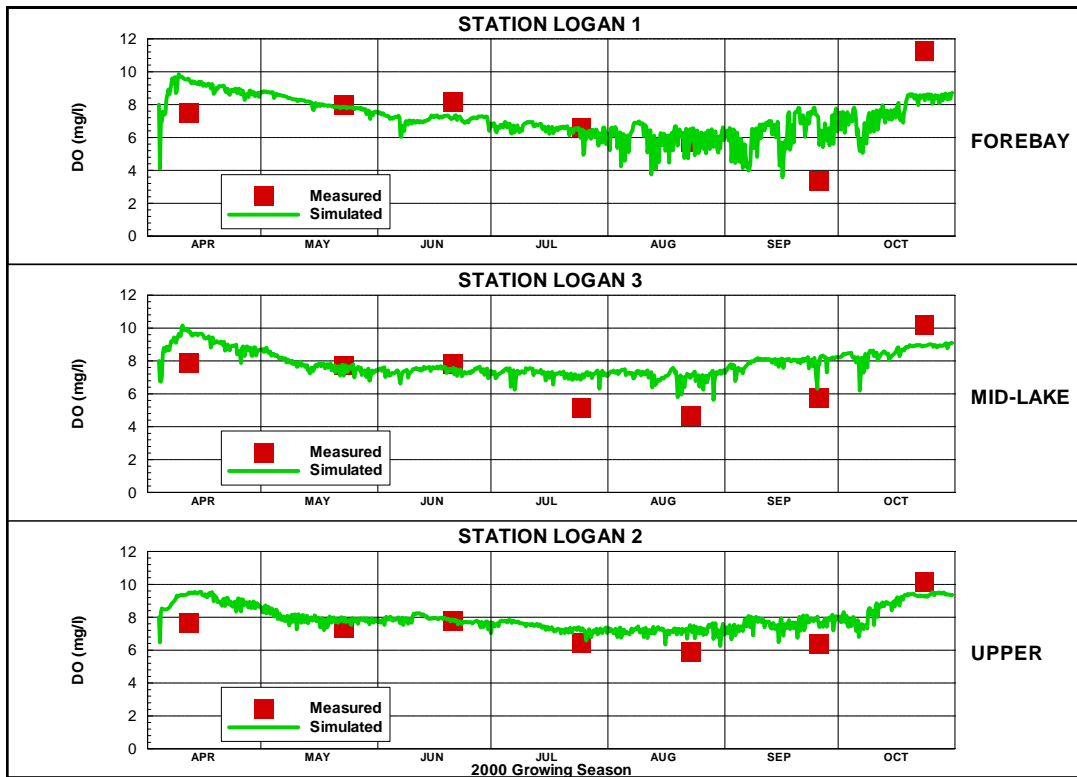 STATION LOGAN 1
12
10
8
6
4
2
0
DO (mg/l)
Measured
Simulated
APR MAY JUN JUL AUG SEP OCT
FOREBAY
STATION LOGAN 3
12
10
8
6
4
2
0
DO (mg/l)
Measured
Simulated
APR MAY JUN JUL AUG SEP OCT
MID-LAKE
STATION LOGAN 2
12
10
8
6
4
2
0
DO (mg/l)
Measured
Simulated
APR MAY JUN JUL AUG SEP OCT
2000 Growing Season
UPPER